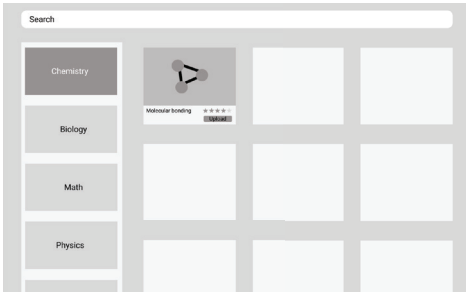 Search
Chemistry
Molecular bonding
Upload
Biology
Math
Physics